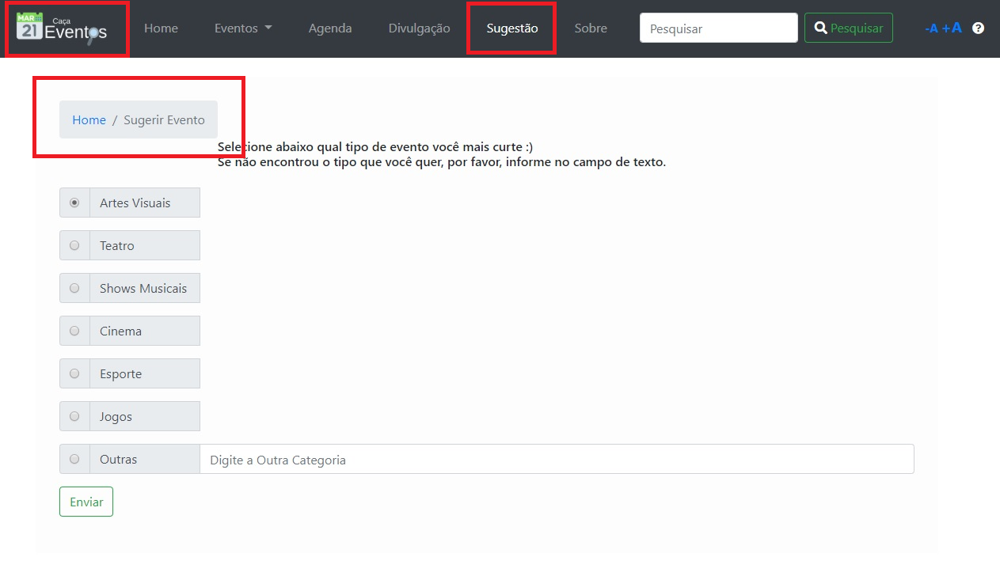 MAR
21
Caça
Eventos
Home
Eventos
Agenda
Divulgação
Sugestão
Sobre
Pesquisar
Pesquisar
-A +A
?
Home / Sugerir Evento
Selecione abaixo qual tipo de evento você mais curte :)
Se não encontrou o tipo que você quer, por favor, informe no campo de texto.
Artes Visuais
Teatro
Shows Musicais
Cinema
Esporte
Jogos
Outras
Digite a Outra Categoria
Enviar